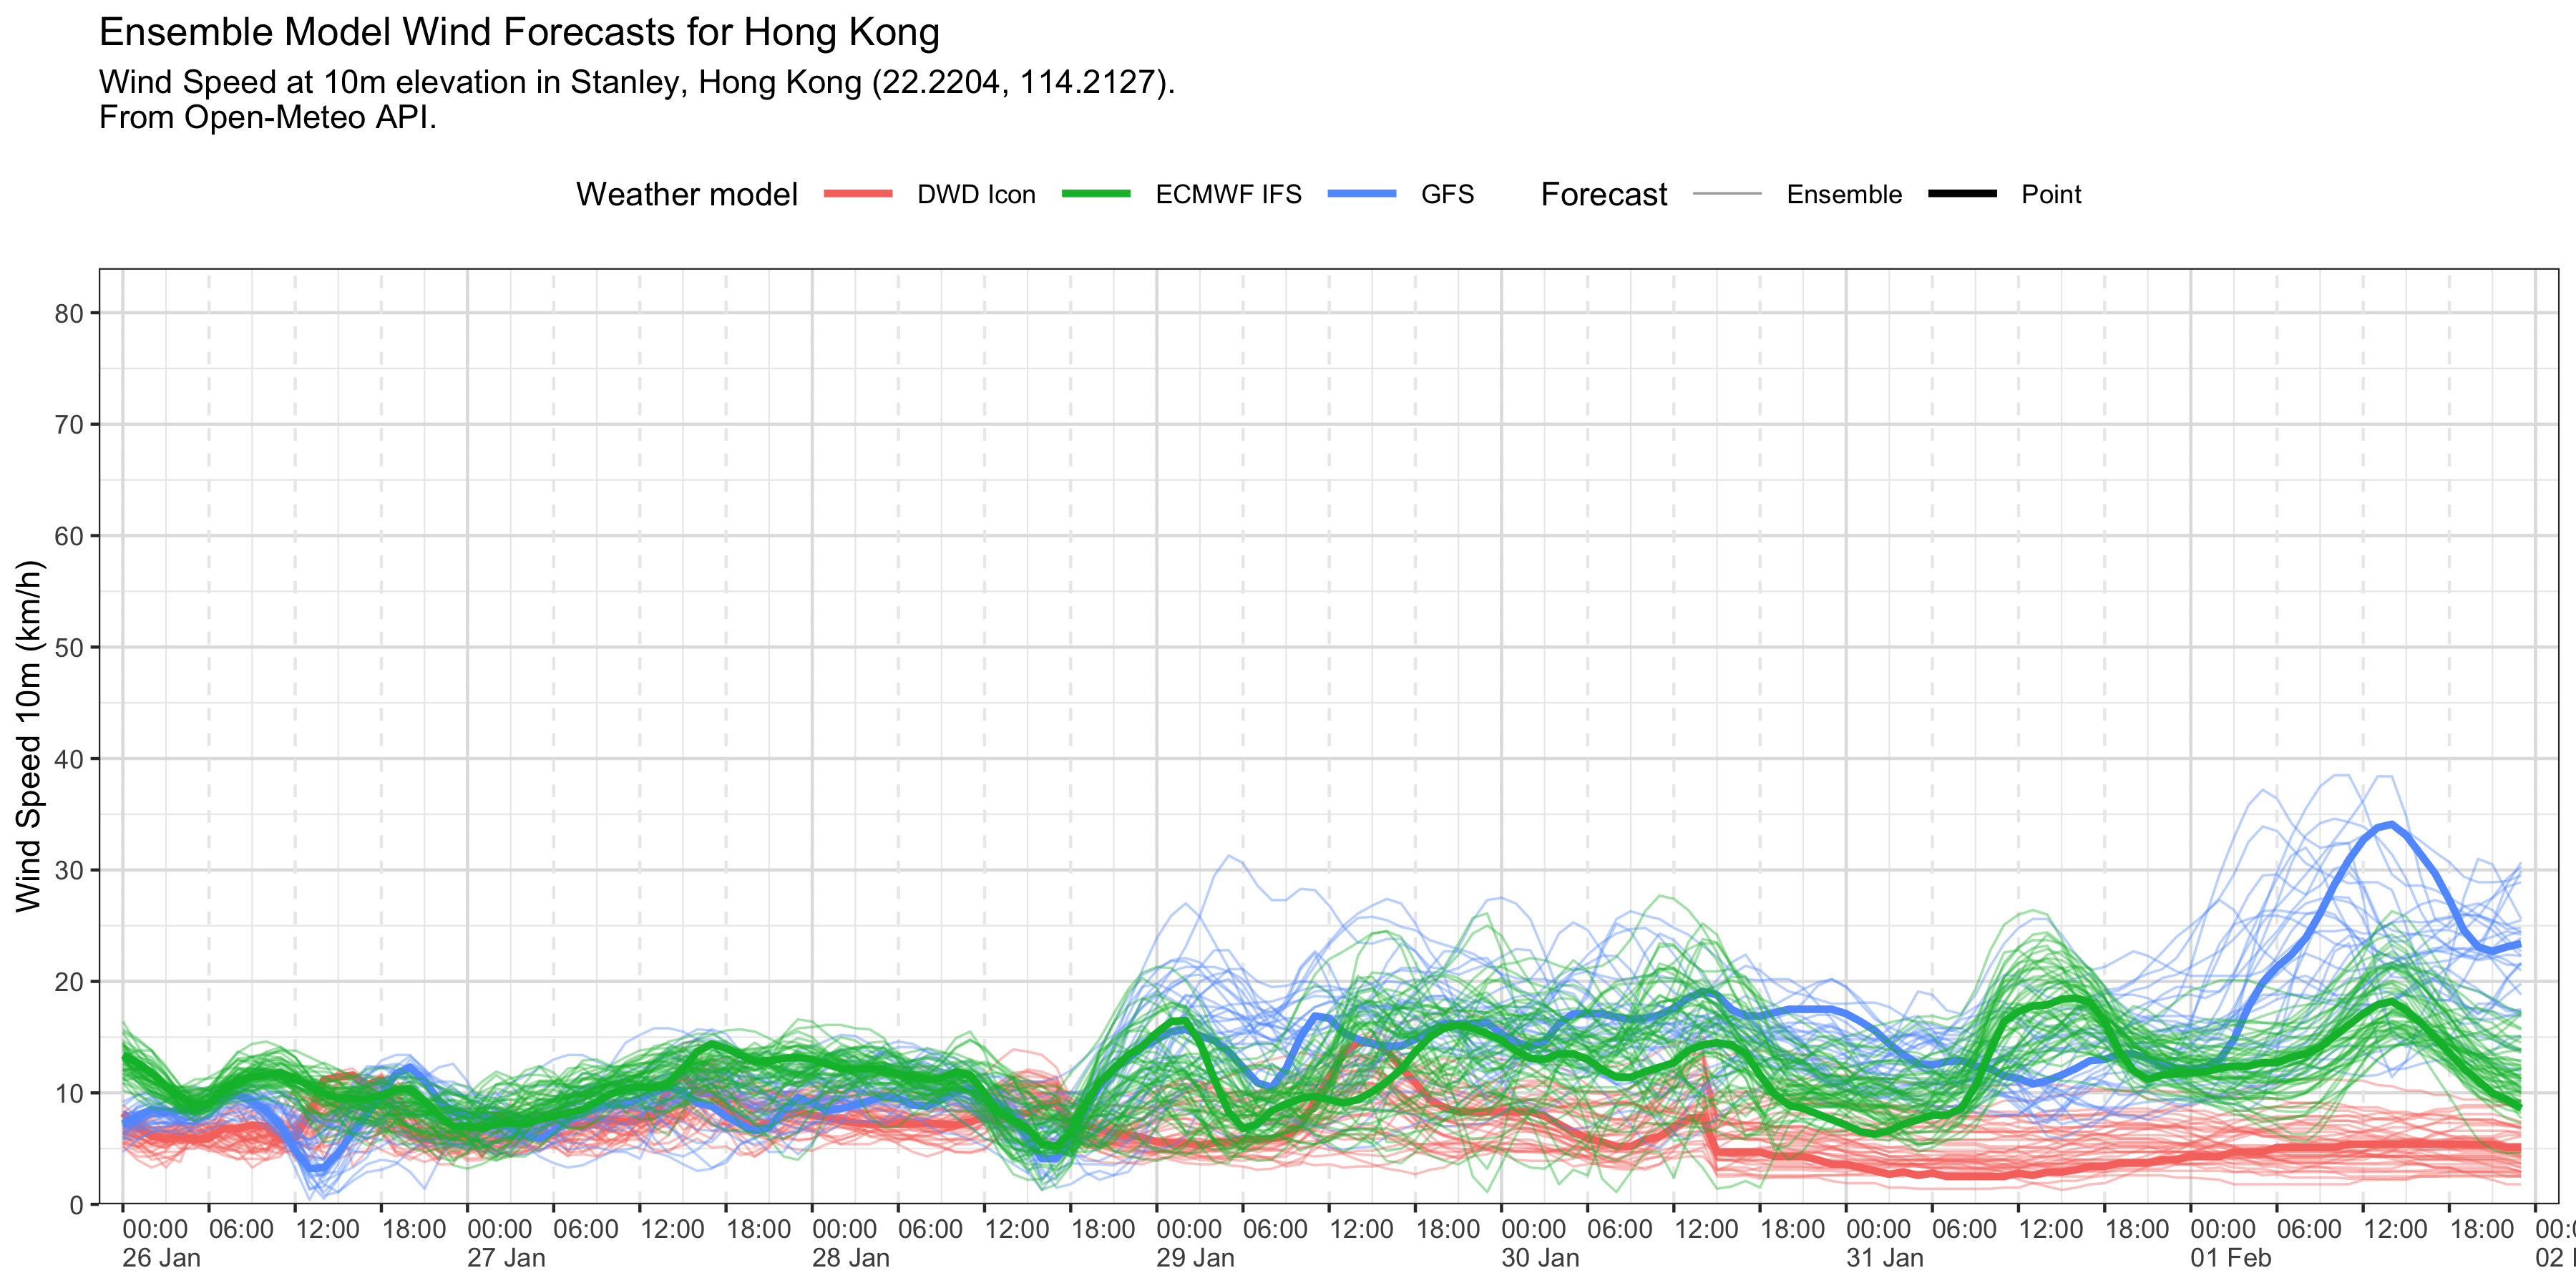 Ensemble Model Wind Forecasts for Hong Kong
Wind Speed at 10m elevation in Stanley, Hong Kong (22.2204, 114.2127).
From Open-Meteo API.
Weather model DWD Icon ECMWF IFS GFS Forecast Ensemble Point
Wind Speed 10m (km/h)
80
70
60
50
40
30
20
10
0
00:00 06:00 12:00 18:00 00:00 06:00 12:00 18:00 00:00 06:00 12:00 18:00 00:00 06:00 12:00 18:00 00:00 06:00 12:00 18:00 00:00 06:00 12:00 18:00 00:00 06:00 12:00 18:00
26 Jan 27 Jan 28 Jan 29 Jan 30 Jan 31 Jan 01 Feb 02